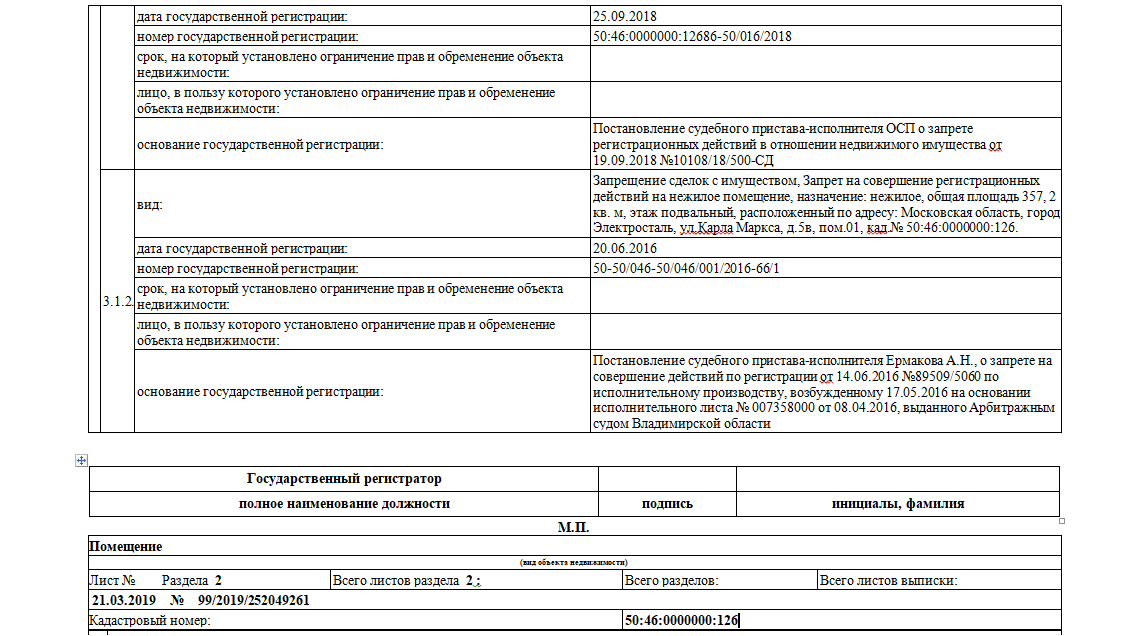 дата государственной регистрации: 25.09.2018
номер государственной регистрации: 50:46:0000000:12686-50/016/2018
срок, на который установлено ограничение прав и обременение объекта
недвижимости:
лицо, в пользу которого установлено ограничение прав и обременение
объекта недвижимости:
основание государственной регистрации:
Постановление судебного пристава-исполнителя ОСП о запрете
регистрационных действий в отношении недвижимого имущества от
19.09.2018 №10108/18/500-СД
3.1.2.
вид:
Запрещение сделок с имуществом, Запрет на совершение регистрационных
действий на нежилое помещение, назначение: нежилое, общая площадь 357, 2
кв. м, этаж подвальный, расположенный по адресу: Московская область, город
Электросталь, ул.Карла Маркса, д.5в, пом.01, кад.№ 50:46:0000000:126.
дата государственной регистрации: 20.06.2016
номер государственной регистрации: 50-50/046-50/046/001/2016-66/1
срок, на который установлено ограничение прав и обременение объекта
недвижимости:
лицо, в пользу которого установлено ограничение прав и обременение
объекта недвижимости:
основание государственной регистрации:
Постановление судебного пристава-исполнителя Ермакова А.Н., о запрете на
совершение действий по регистрации от 14.06.2016 №89509/5060 по
исполнительному производству, возбужденному 17.05.2016 на основании
исполнительного листа № 007358000 от 08.04.2016, выданного Арбитражным
судом Владимирской области
Государственный регистратор
полное наименование должности подпись инициалы, фамилия
М.П.
Помещение
(вид объекта недвижимости)
Лист № Раздела 2 Всего листов раздела 2 : Всего разделов: Всего листов выписки:
21.03.2019 № 99/2019/252049261
Кадастровый номер: 50:46:0000000:126